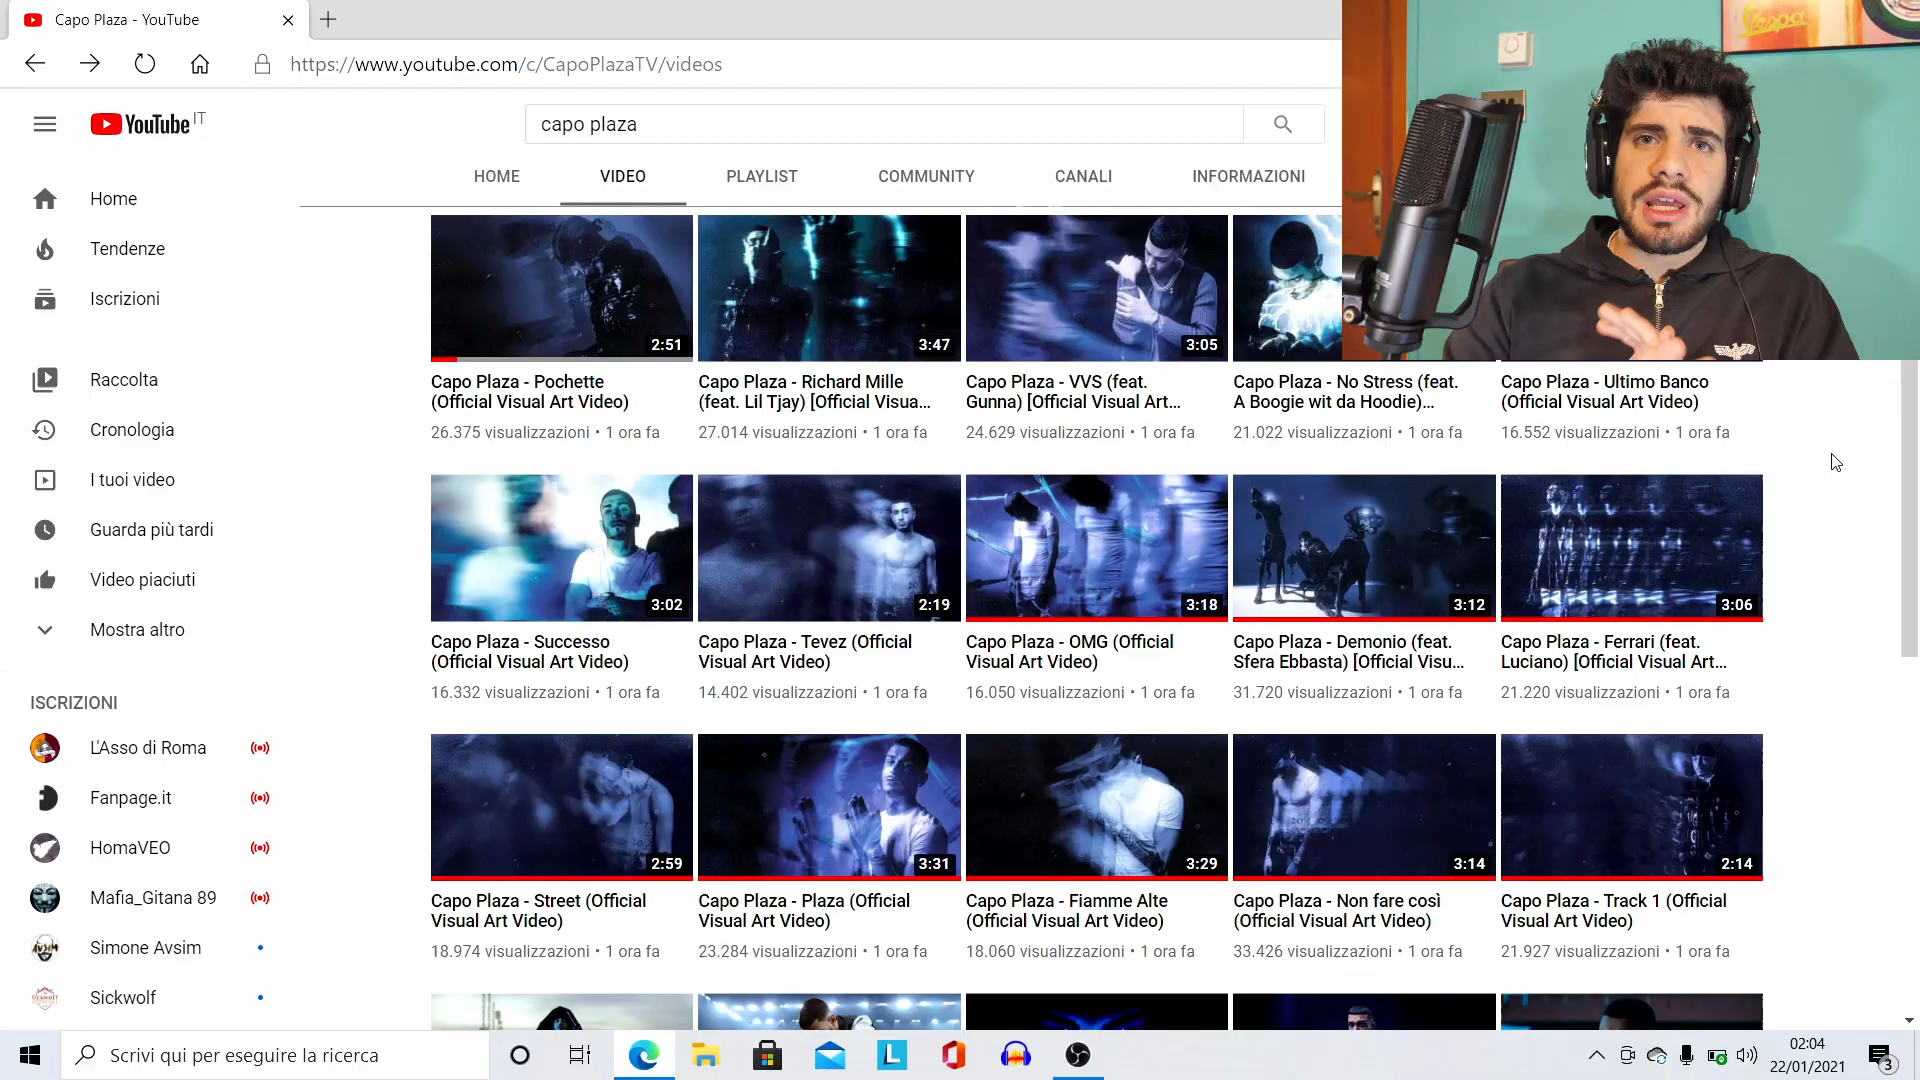 Capo Plaza - YouTube
https://www.youtube.com/c/CapoPlazaTV/videos
Vespa
YouTube IT
capo plaza
HOME VIDEO PLAYLIST COMMUNITY CANALI INFORMAZIONI
Home
Tendenze
Iscrizioni
Raccolta
Cronologia
I tuoi video
Guarda più tardi
Video piaciuti
Mostra altro
ISCRIZIONI
L'Asso di Roma
Fanpage.it
HomaVEO
Mafia_Gitana 89
Simone Avsim
Sickwolf
2:51
Capo Plaza - Pochette
(Official Visual Art Video)
26.375 visualizzazioni • 1 ora fa
3:47
Capo Plaza - Richard Mille
(feat. Lil Tjay) [Official Visua...
27.014 visualizzazioni • 1 ora fa
3:05
Capo Plaza - VVS (feat.
Gunna) [Official Visual Art...
24.629 visualizzazioni • 1 ora fa
Capo Plaza - No Stress (feat.
A Boogie wit da Hoodie)...
21.022 visualizzazioni • 1 ora fa
Capo Plaza - Ultimo Banco
(Official Visual Art Video)
16.552 visualizzazioni • 1 ora fa
3:02
Capo Plaza - Successo
(Official Visual Art Video)
16.332 visualizzazioni • 1 ora fa
2:19
Capo Plaza - Tevez (Official
Visual Art Video)
14.402 visualizzazioni • 1 ora fa
3:18
Capo Plaza - OMG (Official
Visual Art Video)
16.050 visualizzazioni • 1 ora fa
3:12
Capo Plaza - Demonio (feat.
Sfera Ebbasta) [Official Visu...
31.720 visualizzazioni • 1 ora fa
3:06
Capo Plaza - Ferrari (feat.
Luciano) [Official Visual Art...
21.220 visualizzazioni • 1 ora fa
2:59
Capo Plaza - Street (Official
Visual Art Video)
18.974 visualizzazioni • 1 ora fa
3:31
Capo Plaza - Plaza (Official
Visual Art Video)
23.284 visualizzazioni • 1 ora fa
3:29
Capo Plaza - Fiamme Alte
(Official Visual Art Video)
18.060 visualizzazioni • 1 ora fa
3:14
Capo Plaza - Non fare così
(Official Visual Art Video)
33.426 visualizzazioni • 1 ora fa
2:14
Capo Plaza - Track 1 (Official
Visual Art Video)
21.927 visualizzazioni • 1 ora fa
Scrivi qui per eseguire la ricerca
L
02:04
22/01/2021
3